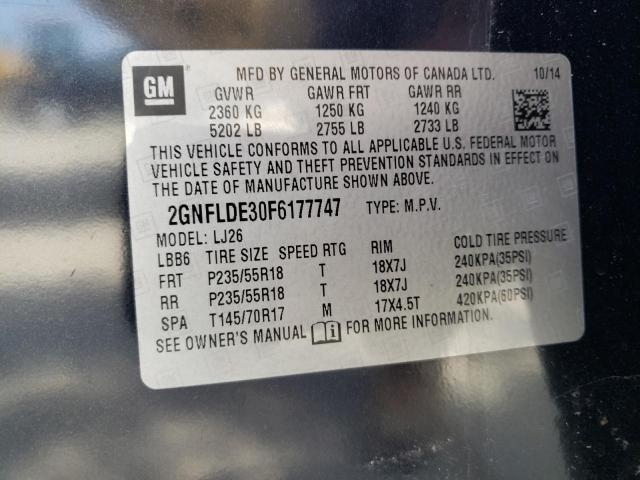 GM
MFD BY GENERAL MOTORS OF CANADA LTD. 10/14
GVWR GAWR FRT GAWR RR
2360 KG 1250 KG 1240 KG
5202 LB 2755 LB 2733 LB
THIS VEHICLE CONFORMS TO ALL APPLICABLE U.S. FEDERAL MOTOR
VEHICLE SAFETY AND THEFT PREVENTION STANDARDS IN EFFECT ON
THE DATE OF MANUFACTURE SHOWN ABOVE.
2GNFLDE30F6177747 TYPE: M.P.V.
MODEL: LJ26
LBB6 TIRE SIZE SPEED RTG RIM COLD TIRE PRESSURE
FRT P235/55R18 T 18X7J 240KPA(35PSI)
RR P235/55R18 T 18X7J 240KPA(35PSI)
SPA T145/70R17 M 17X4.5T 420KPA(60PSI)
SEE OWNER'S MANUAL i FOR MORE INFORMATION.